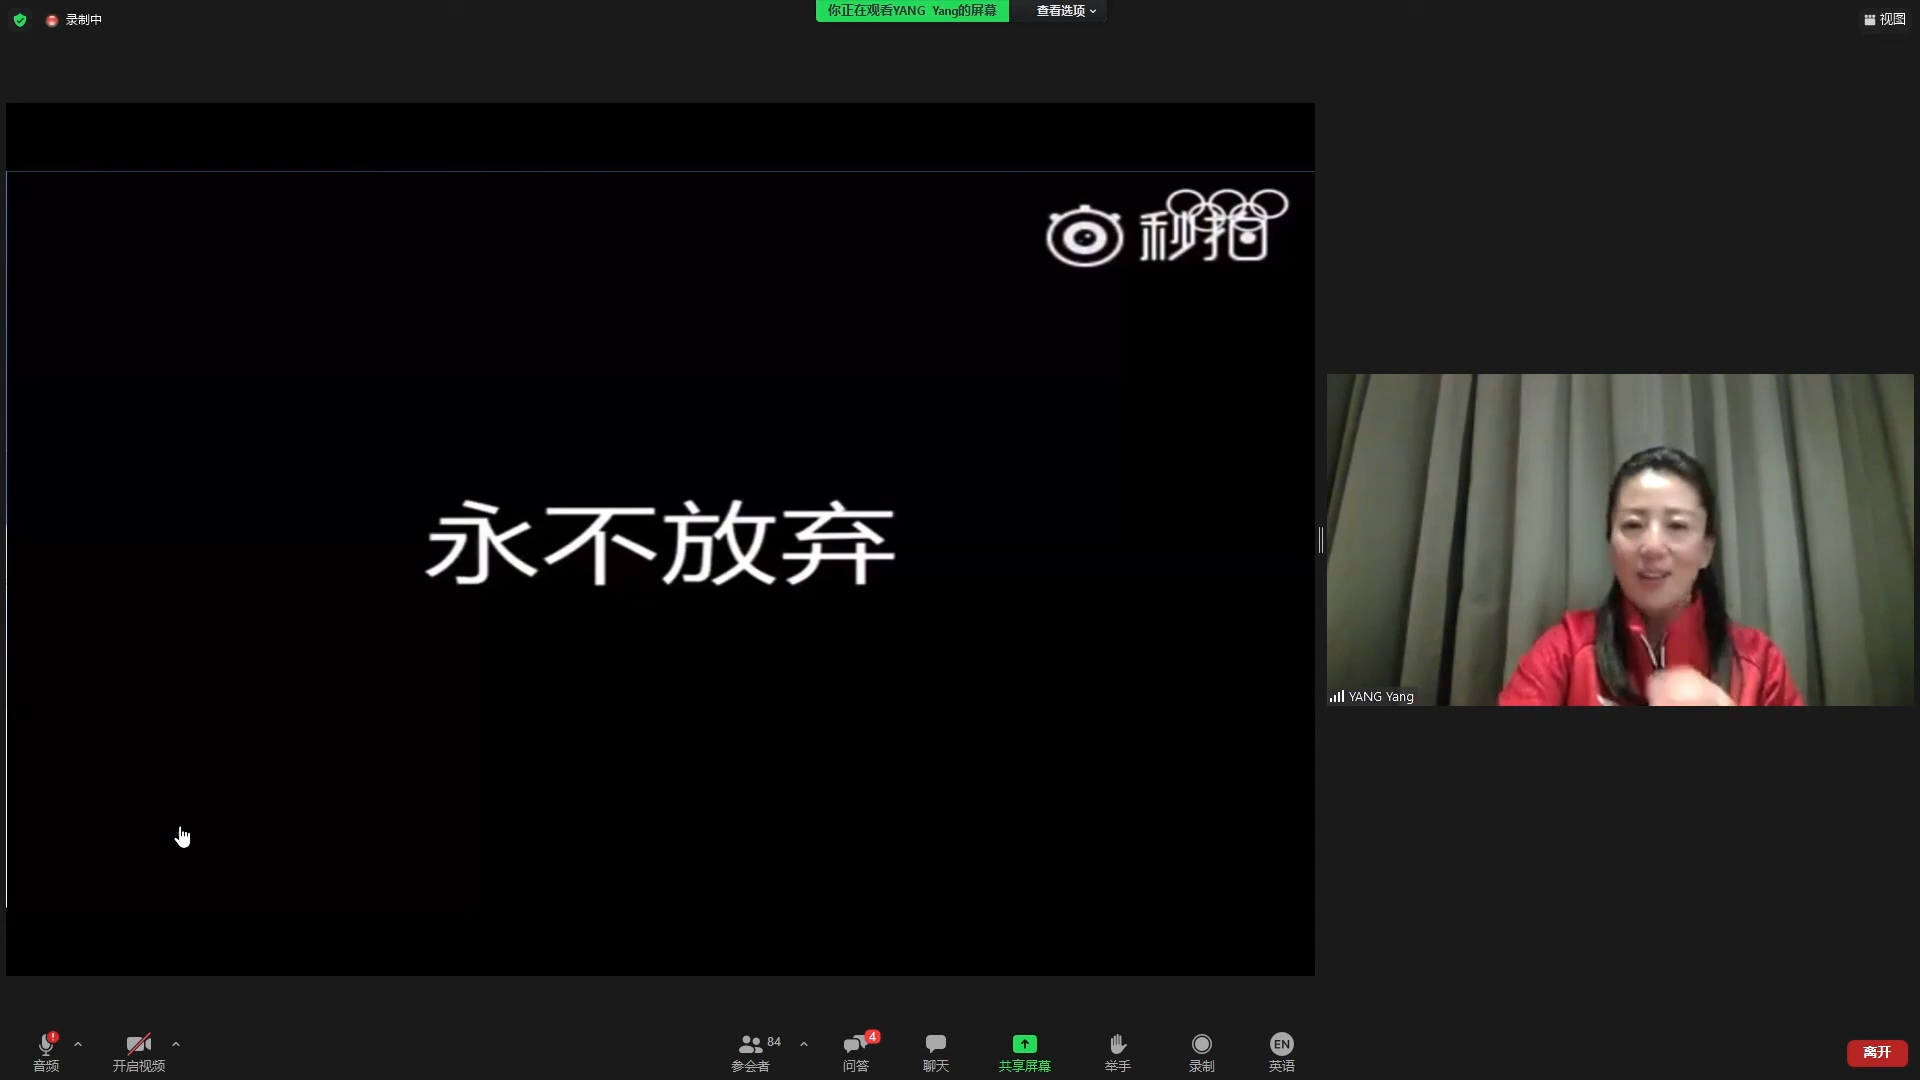 录制中
你正在观看YANG Yang的屏幕
查看选项
视图
秒拍
永不放弃
YANG Yang
音频
开启视频
84
参会者
4
问答
聊天
共享屏幕
举手
录制
EN
英语
离开